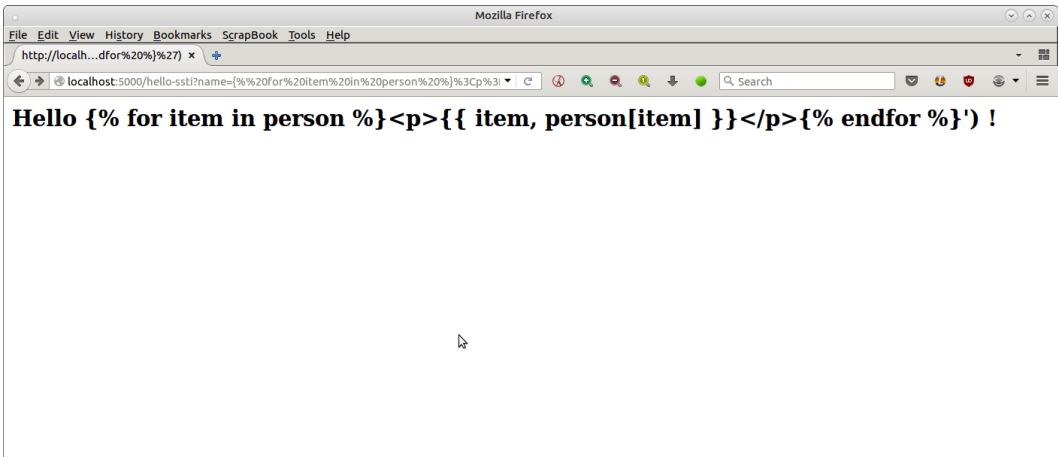 Mozilla Firefox
File Edit View History Bookmarks ScrapBook Tools Help
http://localh...dfor%20%}%27)
localhost:5000/hello-ssti?name={%%20for%20item%20in%20person%20%}%3Cp%3
Search
Hello {% for item in person %}<p>{{ item, person[item] }}</p>{% endfor %}') !